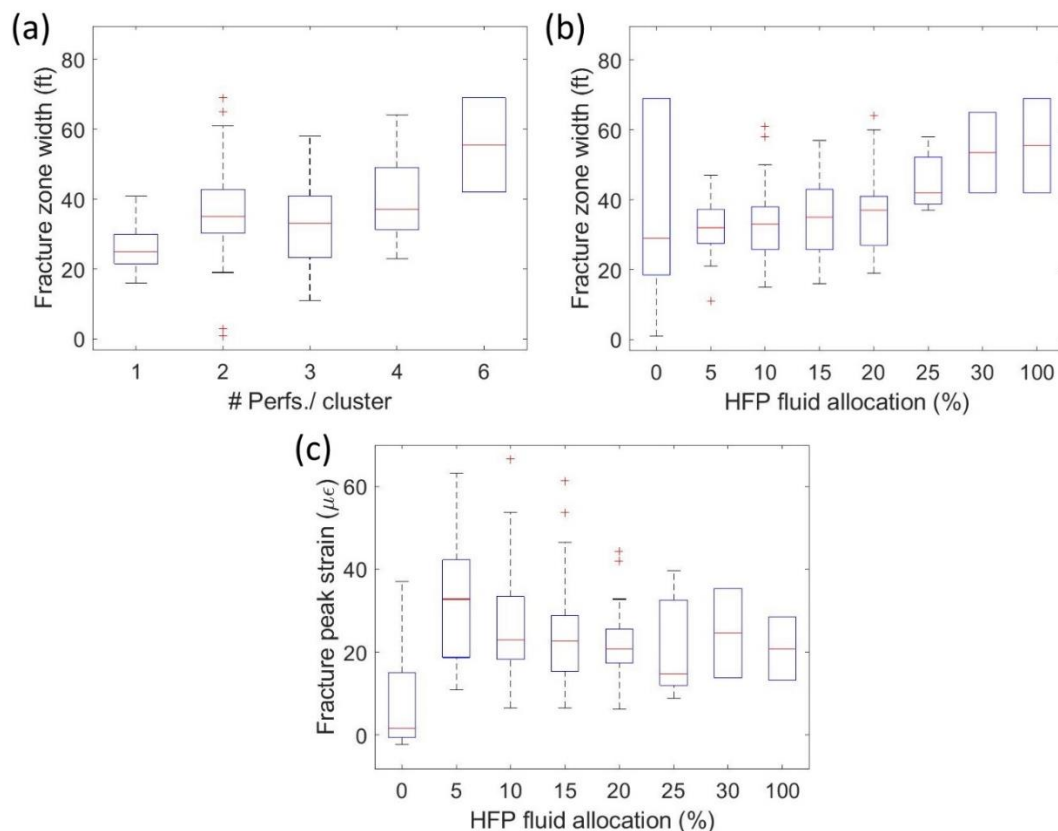 (a)
Fracture zone width (ft)
80
60
40
20
0
1 2 3 4 6
# Perfs./ cluster
(b)
Fracture zone width (ft)
80
60
40
20
0
0 5 10 15 20 25 30 100
HFP fluid allocation (%)
(c)
Fracture peak strain (με)
60
40
20
0
0 5 10 15 20 25 30 100
HFP fluid allocation (%)